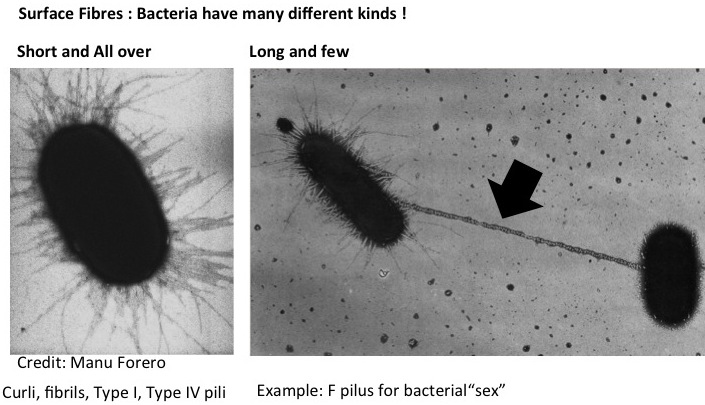 Surface Fibres : Bacteria have many different kinds !
Short and All over
Long and few
Credit: Manu Forero
Curli, fibrils, Type I, Type IV pili
Example: F pilus for bacterial“sex”